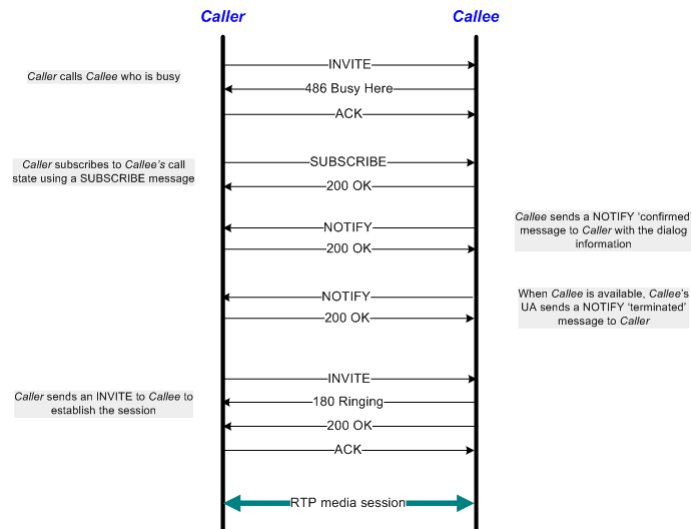 Caller
Callee
INVITE
Caller calls Callee who is busy
486 Busy Here
ACK
Caller subscribes to Callee's call
state using a SUBSCRIBE message
SUBSCRIBE
200 OK
NOTIFY
200 OK
Callee sends a NOTIFY 'confirmed'
message to Caller with the dialog
information
NOTIFY
200 OK
When Callee is available, Callee's
UA sends a NOTIFY 'terminated'
message to Caller
INVITE
Caller sends an INVITE to Callee to
establish the session
180 Ringing
200 OK
ACK
RTP media session